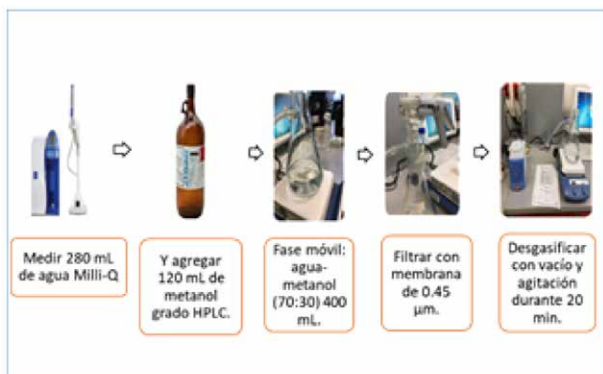 Medir 280 mL
de agua Milli-Q
Y agregar
120 mL de
metanol
grado HPLC.
Fase móvil:
agua-
metanol
(70:30) 400
mL.
Filtrar con
membrana
de 0.45
µm.
Desgasificar
con vacío y
agitación
durante 20
min.